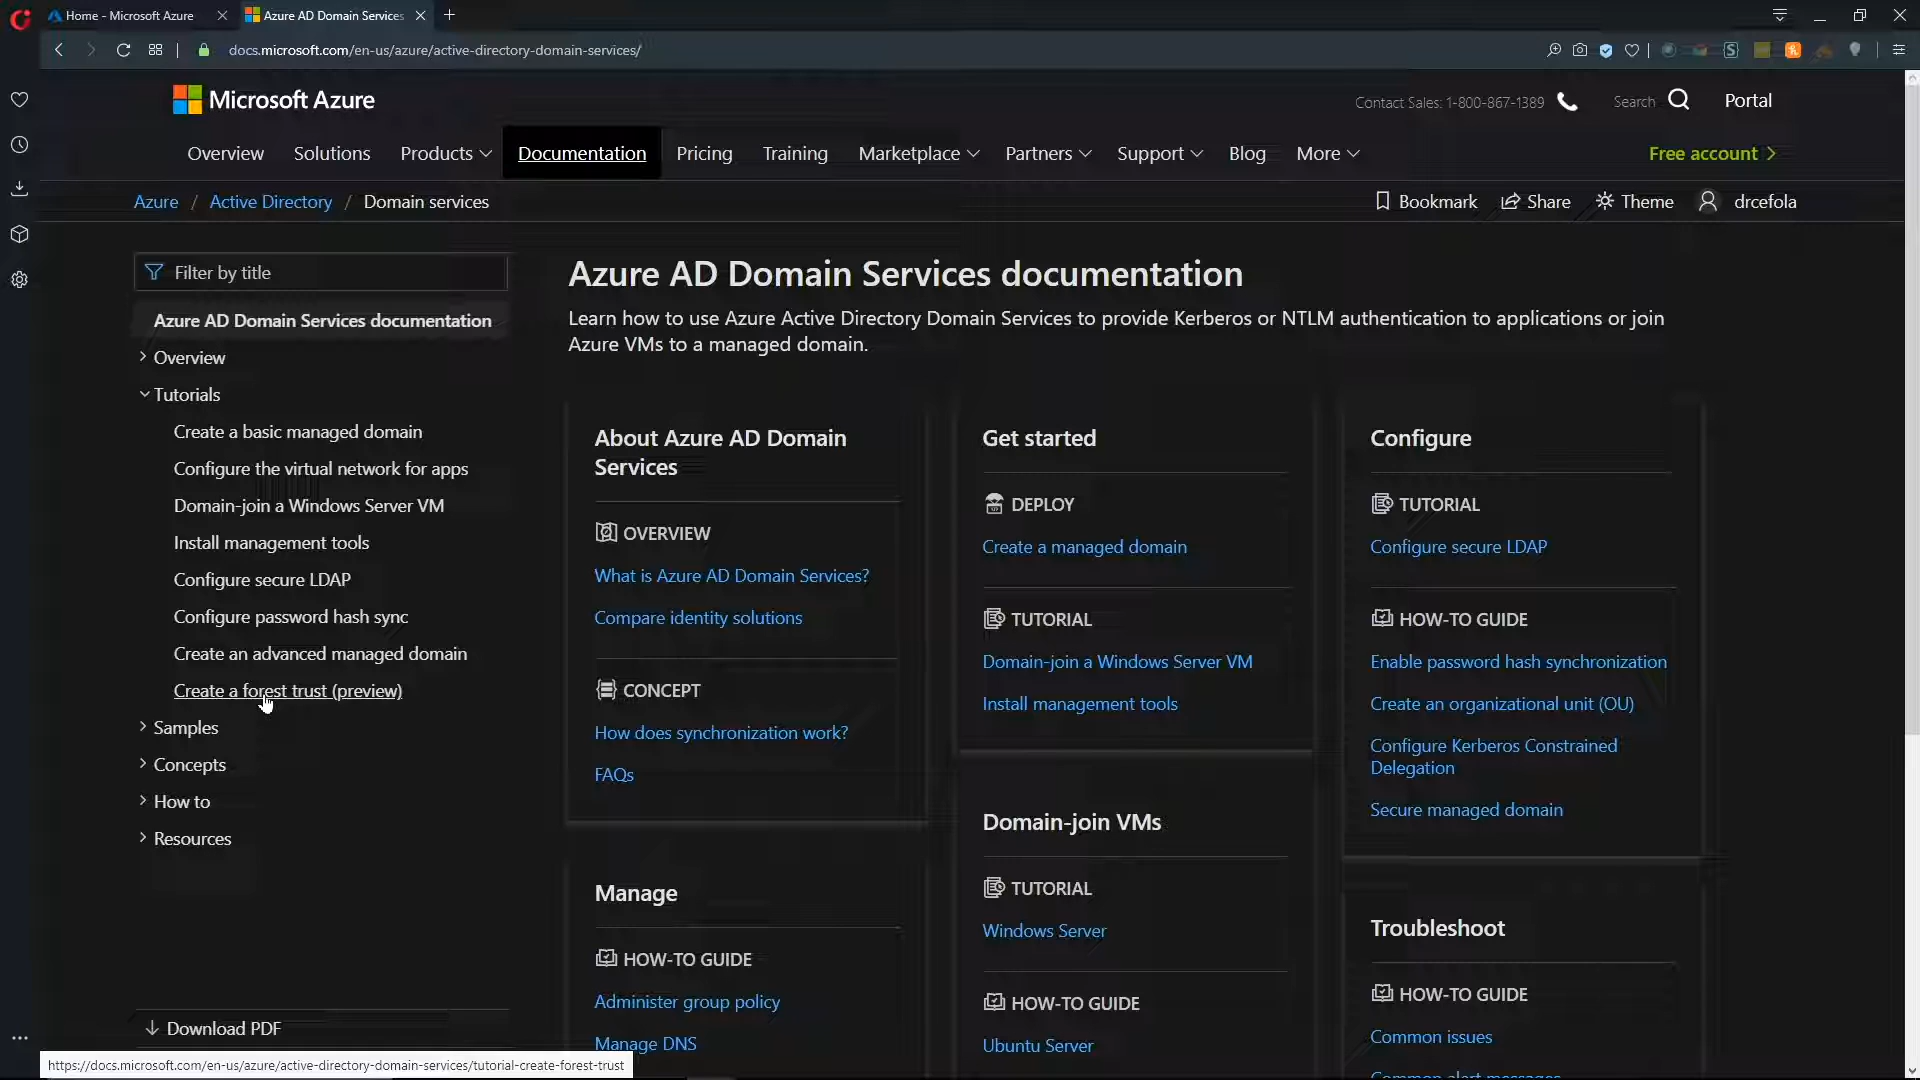 Home - Microsoft Azure
Azure AD Domain Services
docs.microsoft.com/en-us/azure/active-directory-domain-services/
Microsoft Azure
Contact Sales: 1-800-867-1389
Search
Portal
Overview
Solutions
Products
Documentation
Pricing
Training
Marketplace
Partners
Support
Blog
More
Free account
Azure / Active Directory / Domain services
Bookmark
Share
Theme
drcefola
Filter by title
Azure AD Domain Services documentation
Overview
Tutorials
Create a basic managed domain
Configure the virtual network for apps
Domain-join a Windows Server VM
Install management tools
Configure secure LDAP
Configure password hash sync
Create an advanced managed domain
Create a forest trust (preview)
Samples
Concepts
How to
Resources
Download PDF
Azure AD Domain Services documentation
Learn how to use Azure Active Directory Domain Services to provide Kerberos or NTLM authentication to applications or join
Azure VMs to a managed domain.
About Azure AD Domain
Services
OVERVIEW
What is Azure AD Domain Services?
Compare identity solutions
CONCEPT
How does synchronization work?
FAQs
Manage
HOW-TO GUIDE
Administer group policy
Manage DNS
Get started
DEPLOY
Create a managed domain
TUTORIAL
Domain-join a Windows Server VM
Install management tools
Domain-join VMs
TUTORIAL
Windows Server
HOW-TO GUIDE
Ubuntu Server
Configure
TUTORIAL
Configure secure LDAP
HOW-TO GUIDE
Enable password hash synchronization
Create an organizational unit (OU)
Configure Kerberos Constrained
Delegation
Secure managed domain
Troubleshoot
HOW-TO GUIDE
Common issues
Common alert messages
https://docs.microsoft.com/en-us/azure/active-directory-domain-services/tutorial-create-forest-trust